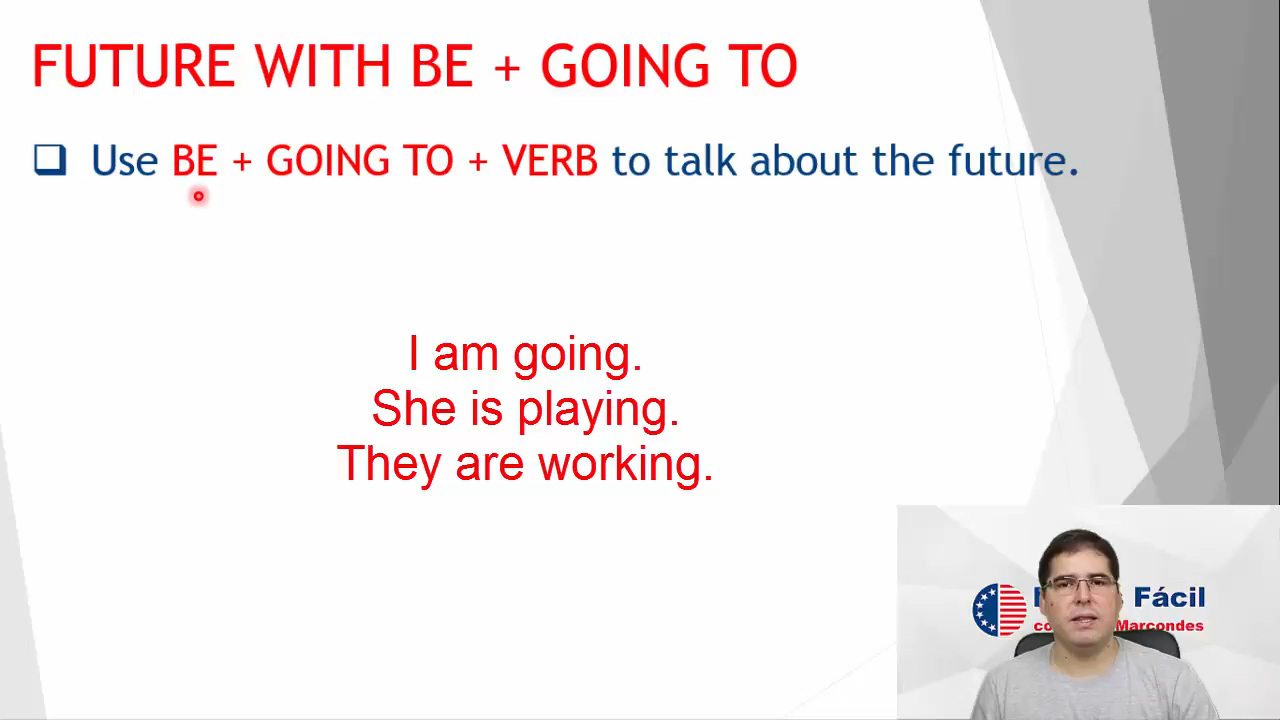 FUTURE WITH BE + GOING TO
Use BE + GOING TO + VERB to talk about the future.
I am going.
She is playing.
They are working.
Fácil
Marcondes